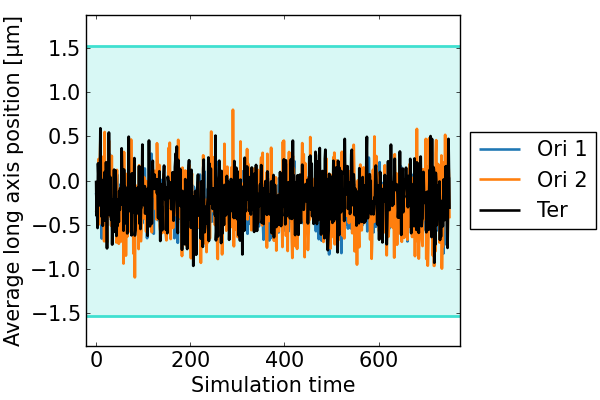 Average long axis position [μm]
1.5
1.0
0.5
0.0
−0.5
−1.0
−1.5
0
200
400
600
Simulation time
Ori 1
Ori 2
Ter